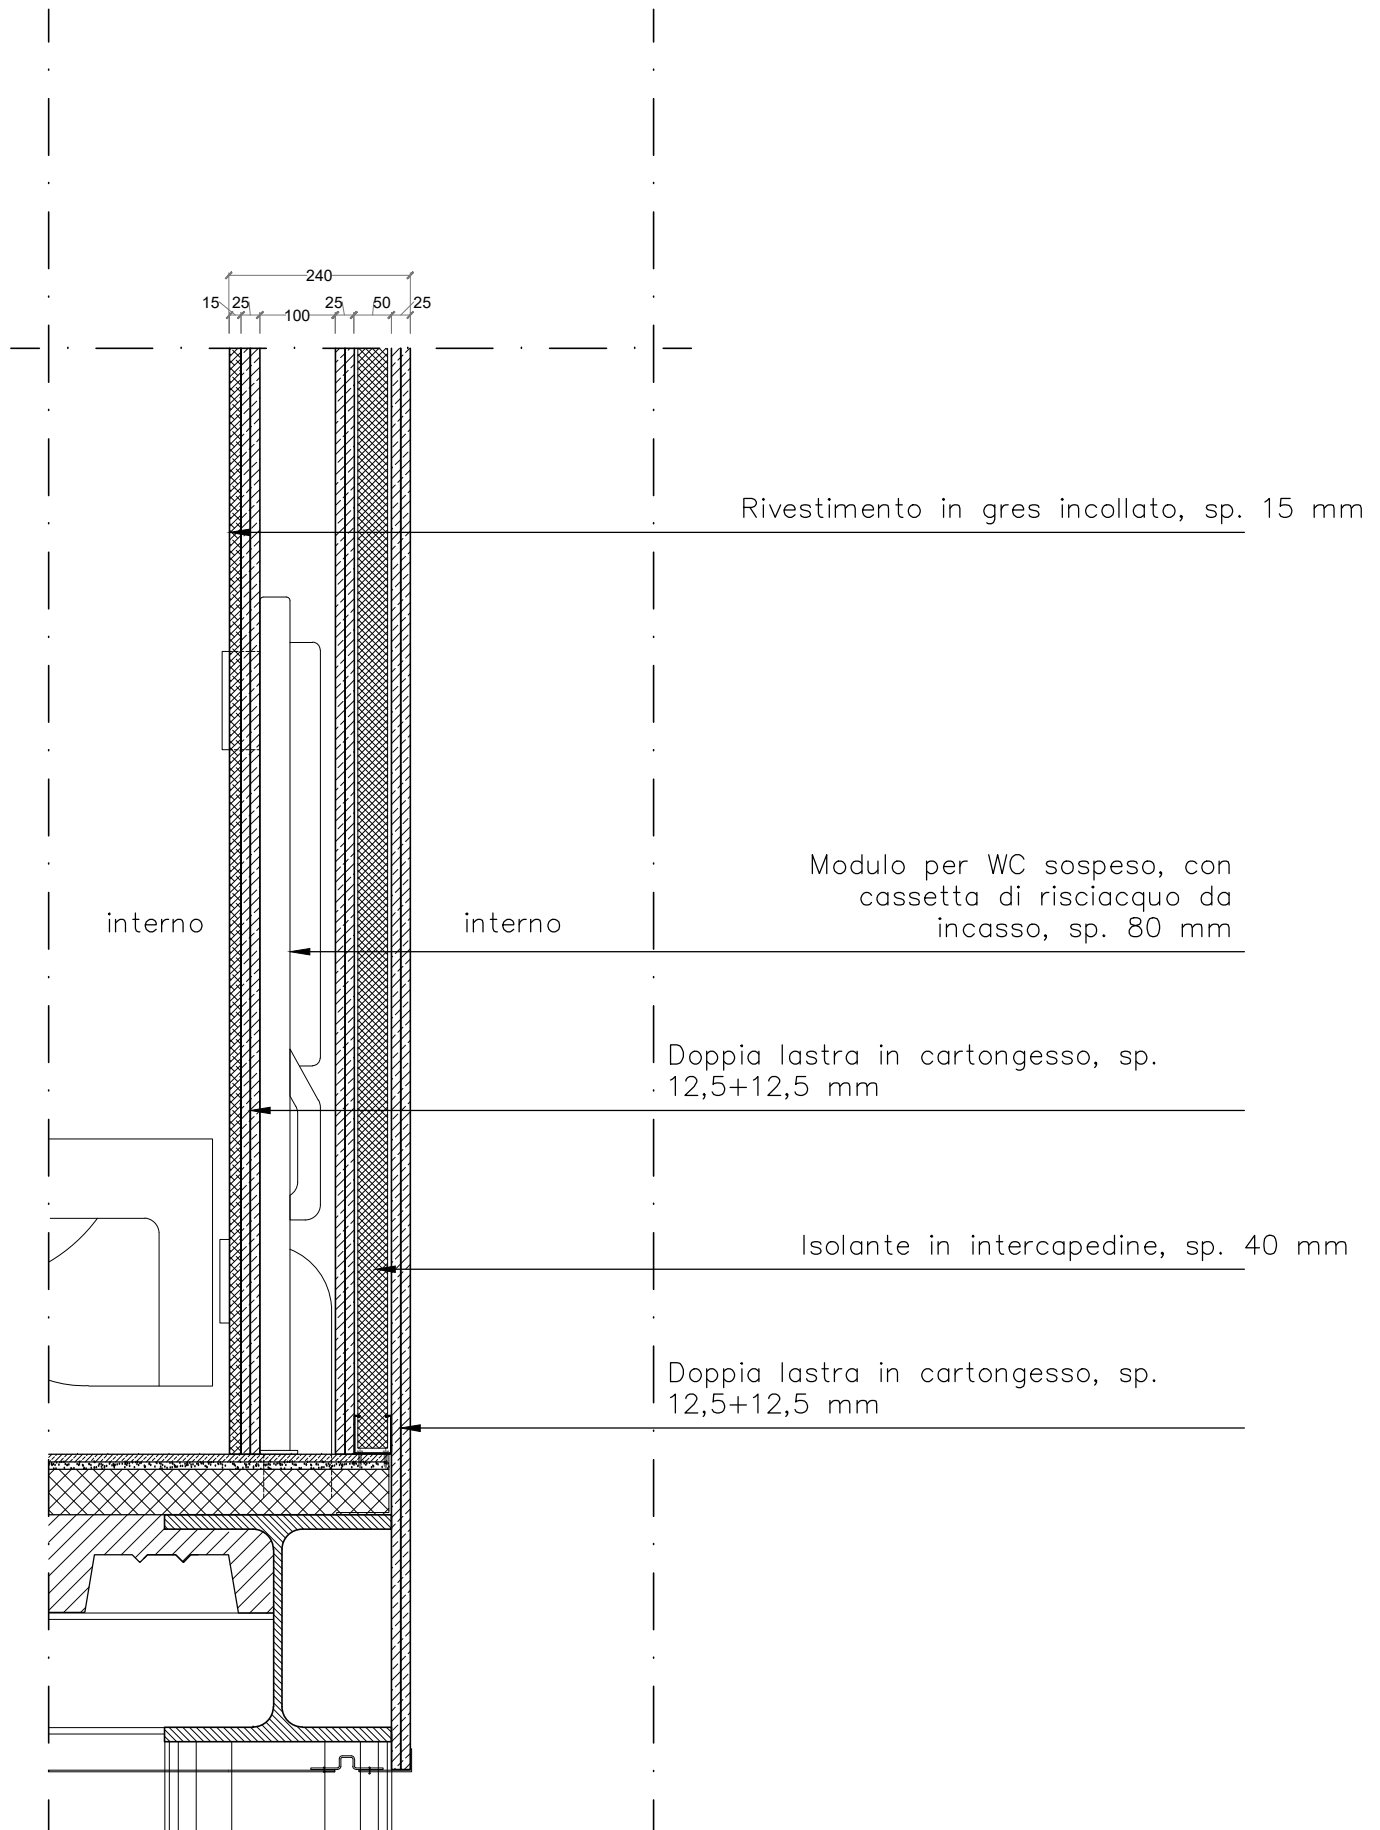 240
15 25 100 25 50 25
Rivestimento in gres incollato, sp. 15 mm
Modulo per WC sospeso, con
cassetta di risciacquo da
incasso, sp. 80 mm
interno
interno
Doppia lastra in cartongesso, sp.
12,5+12,5 mm
Isolante in intercapedine, sp. 40 mm
Doppia lastra in cartongesso, sp.
12,5+12,5 mm